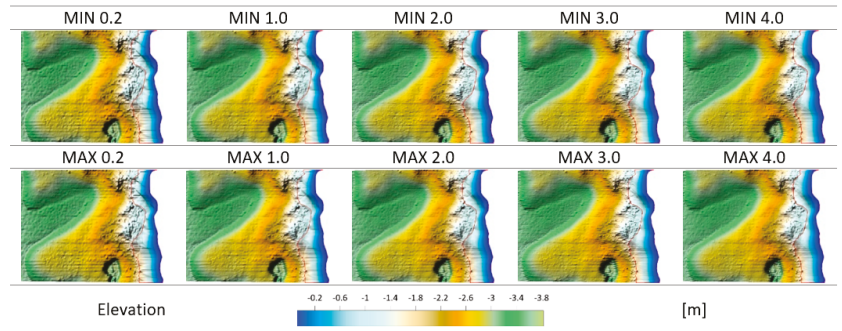 MIN 0.2 MIN 1.0 MIN 2.0 MIN 3.0 MIN 4.0
MAX 0.2 MAX 1.0 MAX 2.0 MAX 3.0 MAX 4.0
-0.2 -0.6 -1 -1.4 -1.8 -2.2 -2.6 -3 -3.4 -3.8
Elevation [m]